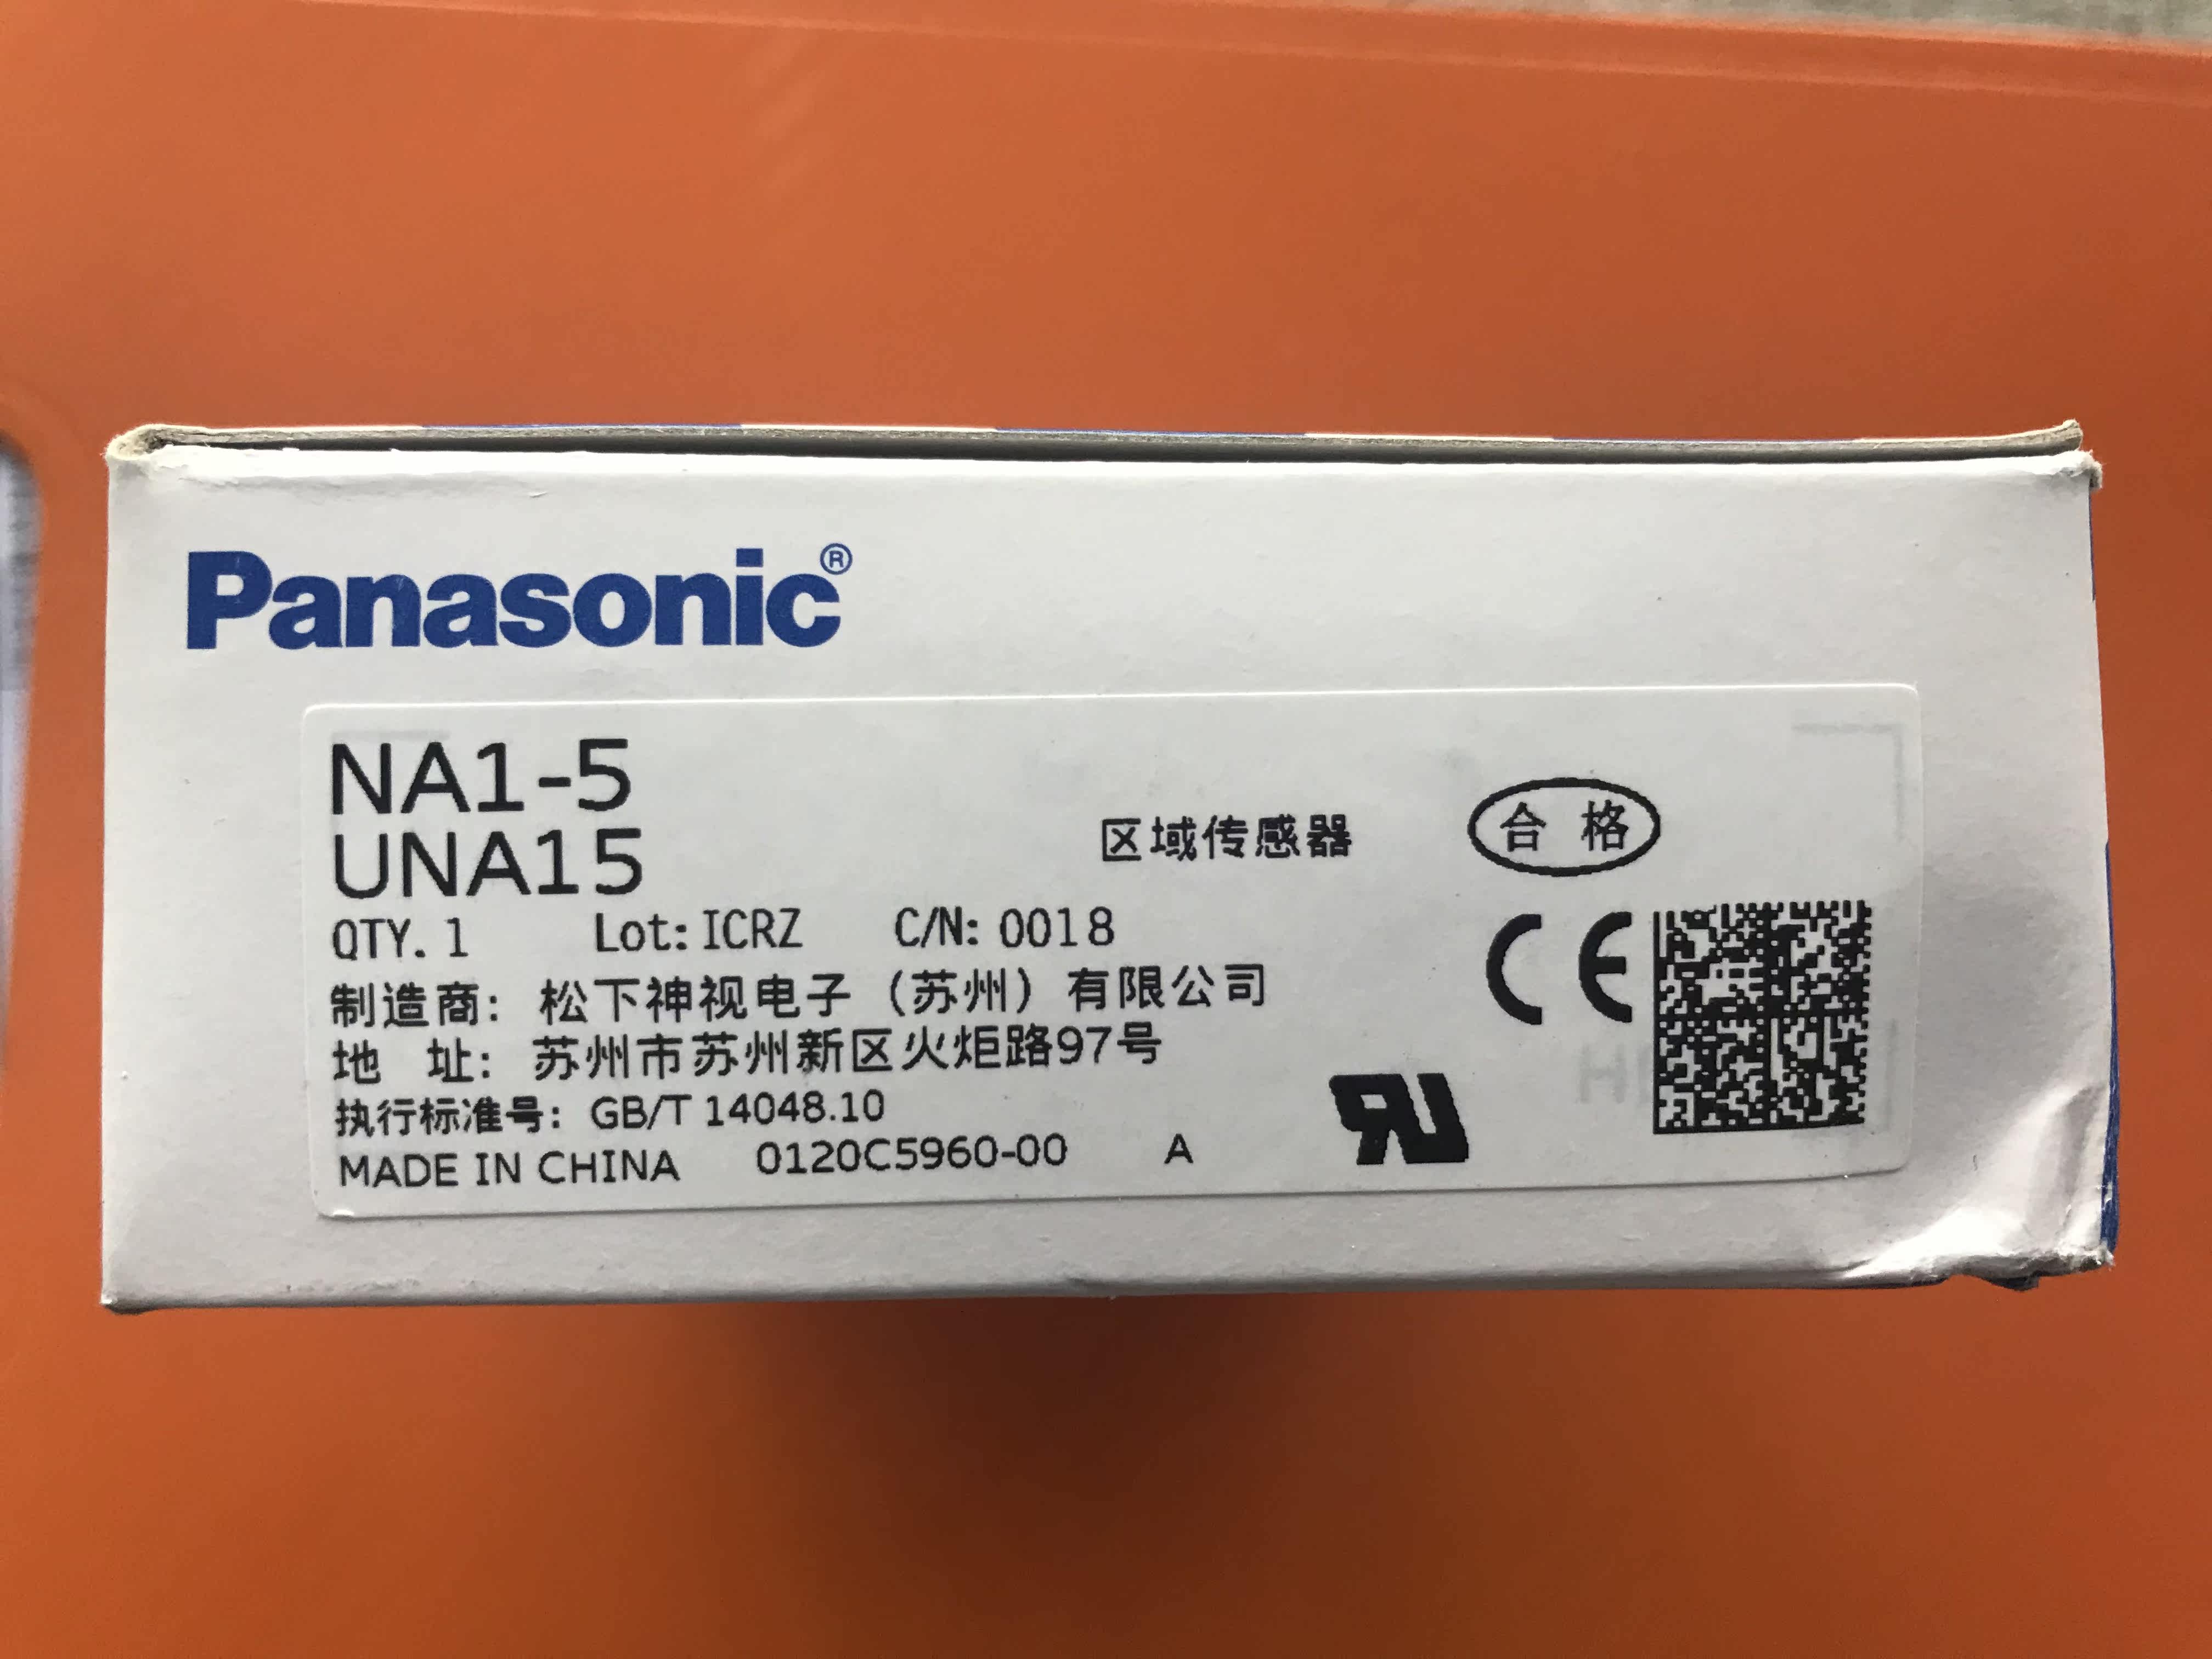 Panasonic®
NA1-5
UNA15
区域传感器
合 格
QTY. 1 Lot: ICRZ C/N: 0018
制造商: 松下神视电子 (苏州) 有限公司
CE
地 址: 苏州市苏州新区火炬路97号
执行标准号: GB/T 14048.10
MADE IN CHINA 0120C5960-00 A